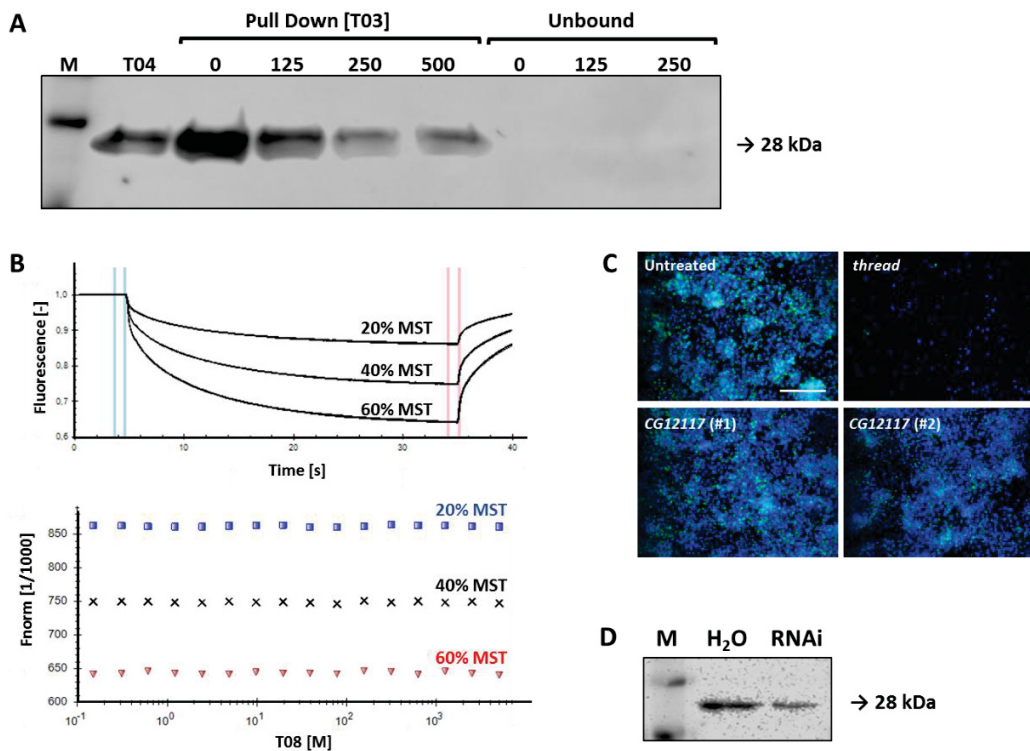 A
Pull Down [T03] Unbound
M T04 0 125 250 500 0 125 250
→ 28 kDa
B
Fluorescence [-]
1,0
0,9
0,8
0,7
0,6
20% MST
40% MST
60% MST
0 10 20 30 40
Time [s]
Fnorm [1/1000]
850
800
750
700
650
600
20% MST
40% MST
60% MST
10-1 100 101 102 103
T08 [M]
C
Untreated
thread
CG12117 (#1)
CG12117 (#2)
D
M H2O RNAi
→ 28 kDa